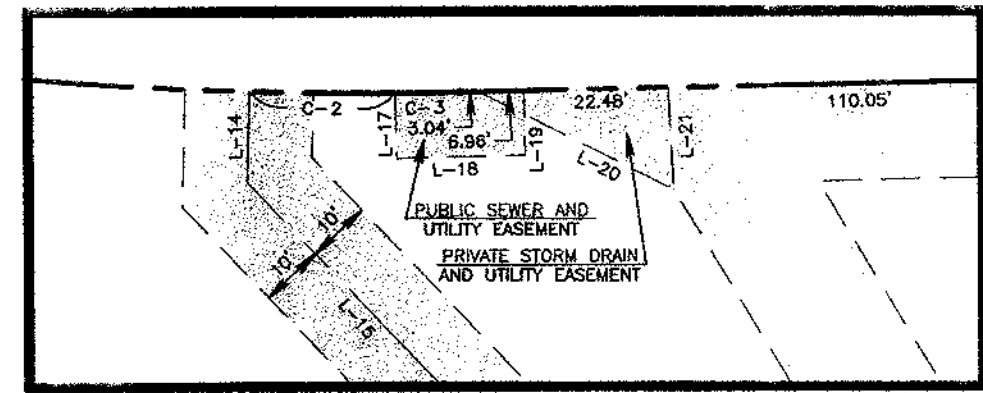 C-2
C-3
22.48'
110.05'
3.04'
6.96'
L-14
L-17
L-19
L-21
L-18
L-20
PUBLIC SEWER AND
UTILITY EASEMENT
10'
10'
PRIVATE STORM DRAIN
AND UTILITY EASEMENT
L-15